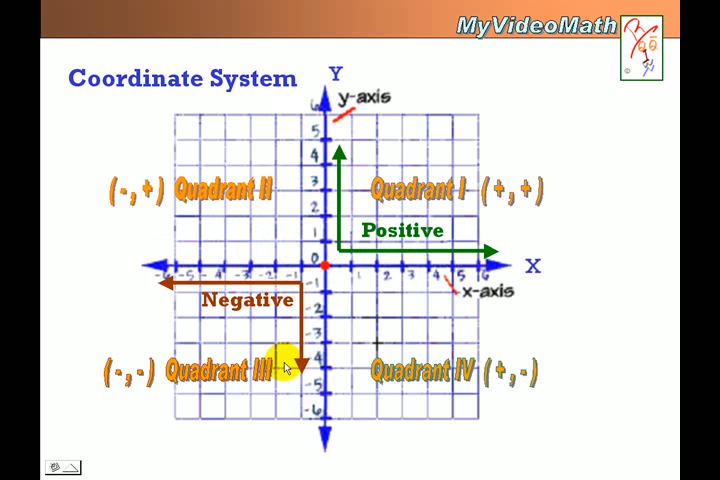 MyVideoMath
Coordinate System
Y
y-axis
6
5
4
3
2
1
0
(-,+) Quadrant II
Quadrant I (+,+)
Positive
-6 -5 -4 -3 -2 -1
1 2 3 4 5 6
X
x-axis
Negative
-1
-2
-3
-4
-5
-6
(-,-) Quadrant III
Quadrant IV (+,-)